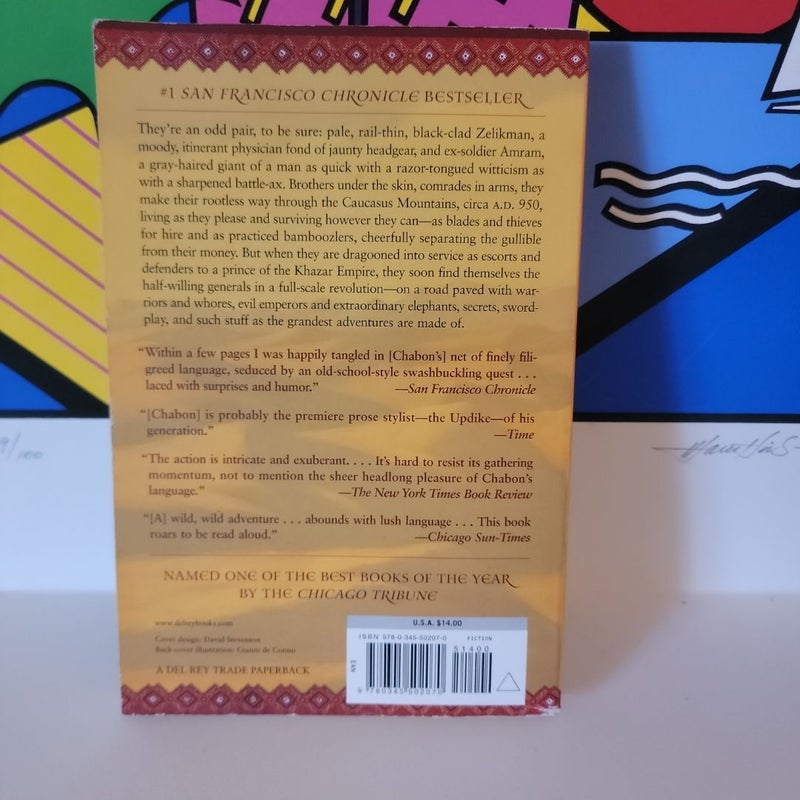 #1 SAN FRANCISCO CHRONICLE BESTSELLER
They're an odd pair, to be sure: pale, rail-thin, black-clad Zelikman, a
moody, itinerant physician fond of jaunty headgear, and ex-soldier Amram,
a gray-haired giant of a man as quick with a razor-tongued witticism as
with a sharpened battle-ax. Brothers under the skin, comrades in arms, they
make their rootless way through the Caucasus Mountains, circa A.D. 950,
living as they please and surviving however they can—as blades and thieves
for hire and as practiced bamboozlers, cheerfully separating the gullible
from their money. But when they are dragooned into service as escorts and
defenders to a prince of the Khazar Empire, they soon find themselves the
half-willing generals in a full-scale revolution—on a road paved with war-
riors and whores, evil emperors and extraordinary elephants, secrets, sword-
play, and such stuff as the grandest adventures are made of.
"Within a few pages I was happily tangled in [Chabon's] net of finely fili-
greed language, seduced by an old-school-style swashbuckling quest . . .
laced with surprises and humor." —San Francisco Chronicle
"[Chabon] is probably the premiere prose stylist—the Updike—of his
generation." —Time
"The action is intricate and exuberant. . . . It's hard to resist its gathering
momentum, not to mention the sheer headlong pleasure of Chabon's
language." —The New York Times Book Review
"[A] wild, wild adventure . . . abounds with lush language . . . This book
roars to be read aloud." —Chicago Sun-Times
NAMED ONE OF THE BEST BOOKS OF THE YEAR
BY THE CHICAGO TRIBUNE
www.delreybooks.com
Cover design: David Stevenson
Back-cover illustration: Gianni de Conno
A DEL REY TRADE PAPERBACK
U.S.A. $14.00
ISBN 978-0-345-50207-0 FICTION
51400
EAN
9 780345 502070
/100